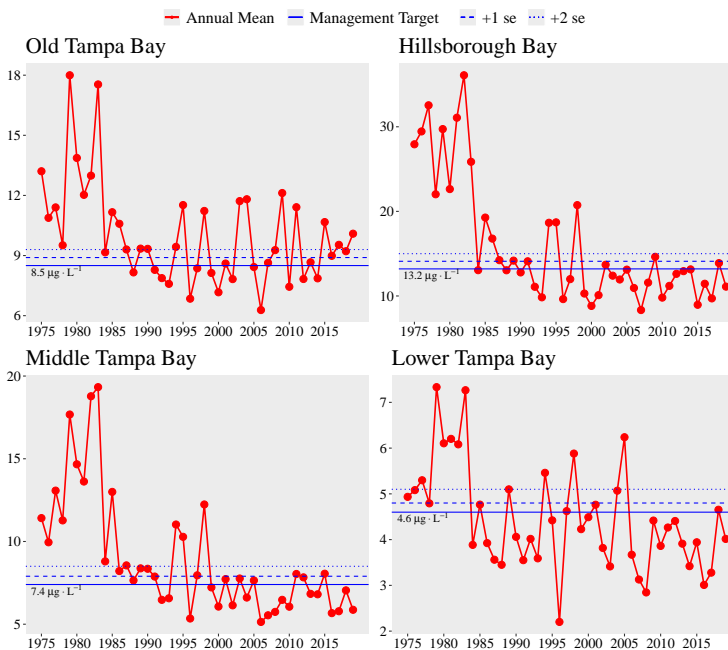 Annual Mean Management Target +1 se +2 se
Old Tampa Bay
18
15
12
9
6
8.5 μg · L⁻¹
1975 1980 1985 1990 1995 2000 2005 2010 2015
Hillsborough Bay
30
20
10
13.2 μg · L⁻¹
1975 1980 1985 1990 1995 2000 2005 2010 2015
Middle Tampa Bay
20
15
10
5
7.4 μg · L⁻¹
1975 1980 1985 1990 1995 2000 2005 2010 2015
Lower Tampa Bay
7
6
5
4
3
2
4.6 μg · L⁻¹
1975 1980 1985 1990 1995 2000 2005 2010 2015